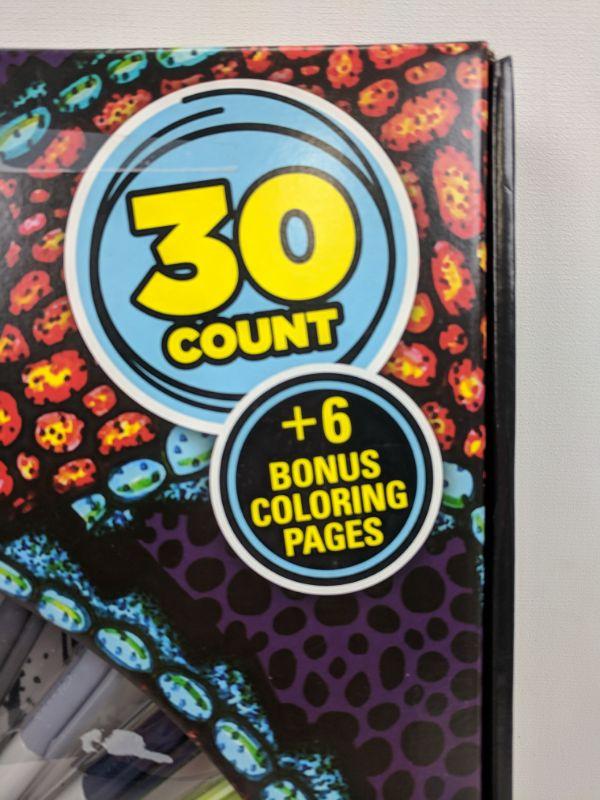 30
COUNT
+6
BONUS
COLORING
PAGES